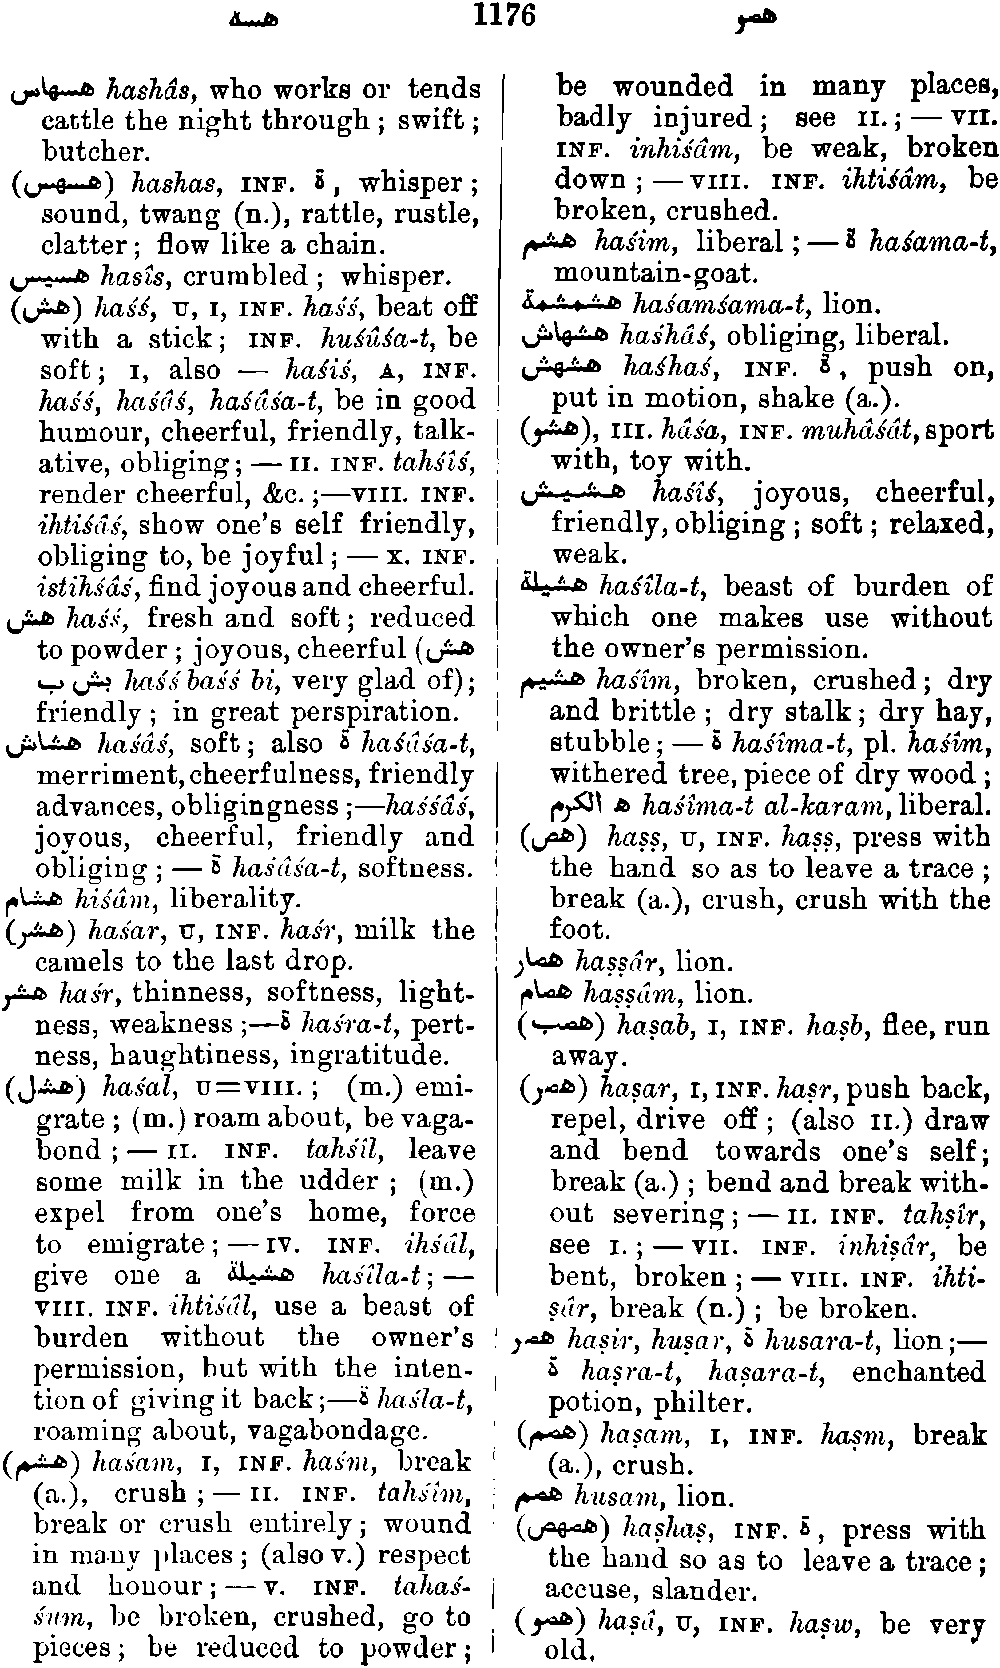 هسه 1176 هصو
هسهاس hashâs, who works or tends
cattle the night through ; swift ;
butcher.
(هسهس) hashas, INF. ة, whisper ;
sound, twang (n.), rattle, rustle,
clatter ; flow like a chain.
هسيس hasîs, crumbled ; whisper.
(هش) haśś, U, I, INF. haśś, beat off
with a stick ; INF. huśûśa-t, be
soft ; I, also — haśiś, A, INF.
haśś, haśâś, haśâśa-t, be in good
humour, cheerful, friendly, talk-
ative, obliging ; — II. INF. tahśîś,
render cheerful, &c. ;—VIII. INF.
ihtiśâś, show one's self friendly,
obliging to, be joyful ; — X. INF.
istihśâś, find joyous and cheerful.
هش haśś, fresh and soft ; reduced
to powder ; joyous, cheerful (هش
بش ب haśś baśś bi, very glad of) ;
friendly ; in great perspiration.
هشاش haśâś, soft ; also ة haśâśa-t,
merriment, cheerfulness, friendly
advances, obligingness ;—haśśâś,
joyous, cheerful, friendly and
obliging ; — ة haśâśa-t, softness.
هشام hiśâm, liberality.
(هشر) haśar, U, INF. haśr, milk the
camels to the last drop.
هشر haśr, thinness, softness, light-
ness, weakness ;—ة haśra-t, pert-
ness, haughtiness, ingratitude.
(هشل) haśal, U=VIII. ; (m.) emi-
grate ; (m.) roam about, be vaga-
bond ; — II. INF. tahśîl, leave
some milk in the udder ; (m.)
expel from one's home, force
to emigrate ; — IV. INF. ihśâl,
give one a هشيلة haśîla-t ; —
VIII. INF. ihtiśâl, use a beast of
burden without the owner's
permission, but with the inten-
tion of giving it back ;—ة haśla-t,
roaming about, vagabondage.
(هشم) haśam, I, INF. haśm, break
(a.), crush ; — II. INF. tahśîm,
break or crush entirely ; wound
in many places ; (also V.) respect
and honour ; — V. INF. tahaś-
śum, be broken, crushed, go to
pieces ; be reduced to powder ;
be wounded in many places,
badly injured ; see II. ; — VII.
INF. inhiśâm, be weak, broken
down ; — VIII. INF. ihtiśâm, be
broken, crushed.
هشم haśim, liberal ; — ة haśama-t,
mountain-goat.
هشمشمة haśamśama-t, lion.
هشهاش haśhâś, obliging, liberal.
هشهش haśhaś, INF. ة, push on,
put in motion, shake (a.).
(هشو), III. hâśa, INF. muhâśât, sport
with, toy with.
هشيش haśîś, joyous, cheerful,
friendly, obliging ; soft ; relaxed,
weak.
هشيلة haśîla-t, beast of burden of
which one makes use without
the owner's permission.
هشيم haśîm, broken, crushed ; dry
and brittle ; dry stalk ; dry hay,
stubble ; — ة haśîma-t, pl. haśîm,
withered tree, piece of dry wood ;
ه الكرم haśîma-t al-karam, liberal.
(هص) haṣṣ, U, INF. haṣṣ, press with
the hand so as to leave a trace ;
break (a.), crush, crush with the
foot.
هصار haṣṣâr, lion.
هصام haṣṣâm, lion.
(هصب) haṣab, I, INF. haṣb, flee, run
away.
(هصر) haṣar, I, INF. haṣr, push back,
repel, drive off ; (also II.) draw
and bend towards one's self ;
break (a.) ; bend and break with-
out severing ; — II. INF. tahṣîr,
see I. ; — VII. INF. inhiṣâr, be
bent, broken ; — VIII. INF. ihti-
ṣâr, break (n.) ; be broken.
هصر haṣir, huṣar, ة husara-t, lion ;—
ة haṣra-t, haṣara-t, enchanted
potion, philter.
(هصم) haṣam, I, INF. haṣm, break
(a.), crush.
هصم husam, lion.
(هصهص) haṣhaṣ, INF. ة, press with
the hand so as to leave a trace ;
accuse, slander.
(هصو) haṣâ, U, INF. haṣw, be very
old.